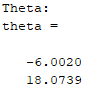 Theta:
theta =
-6.0020
18.0739